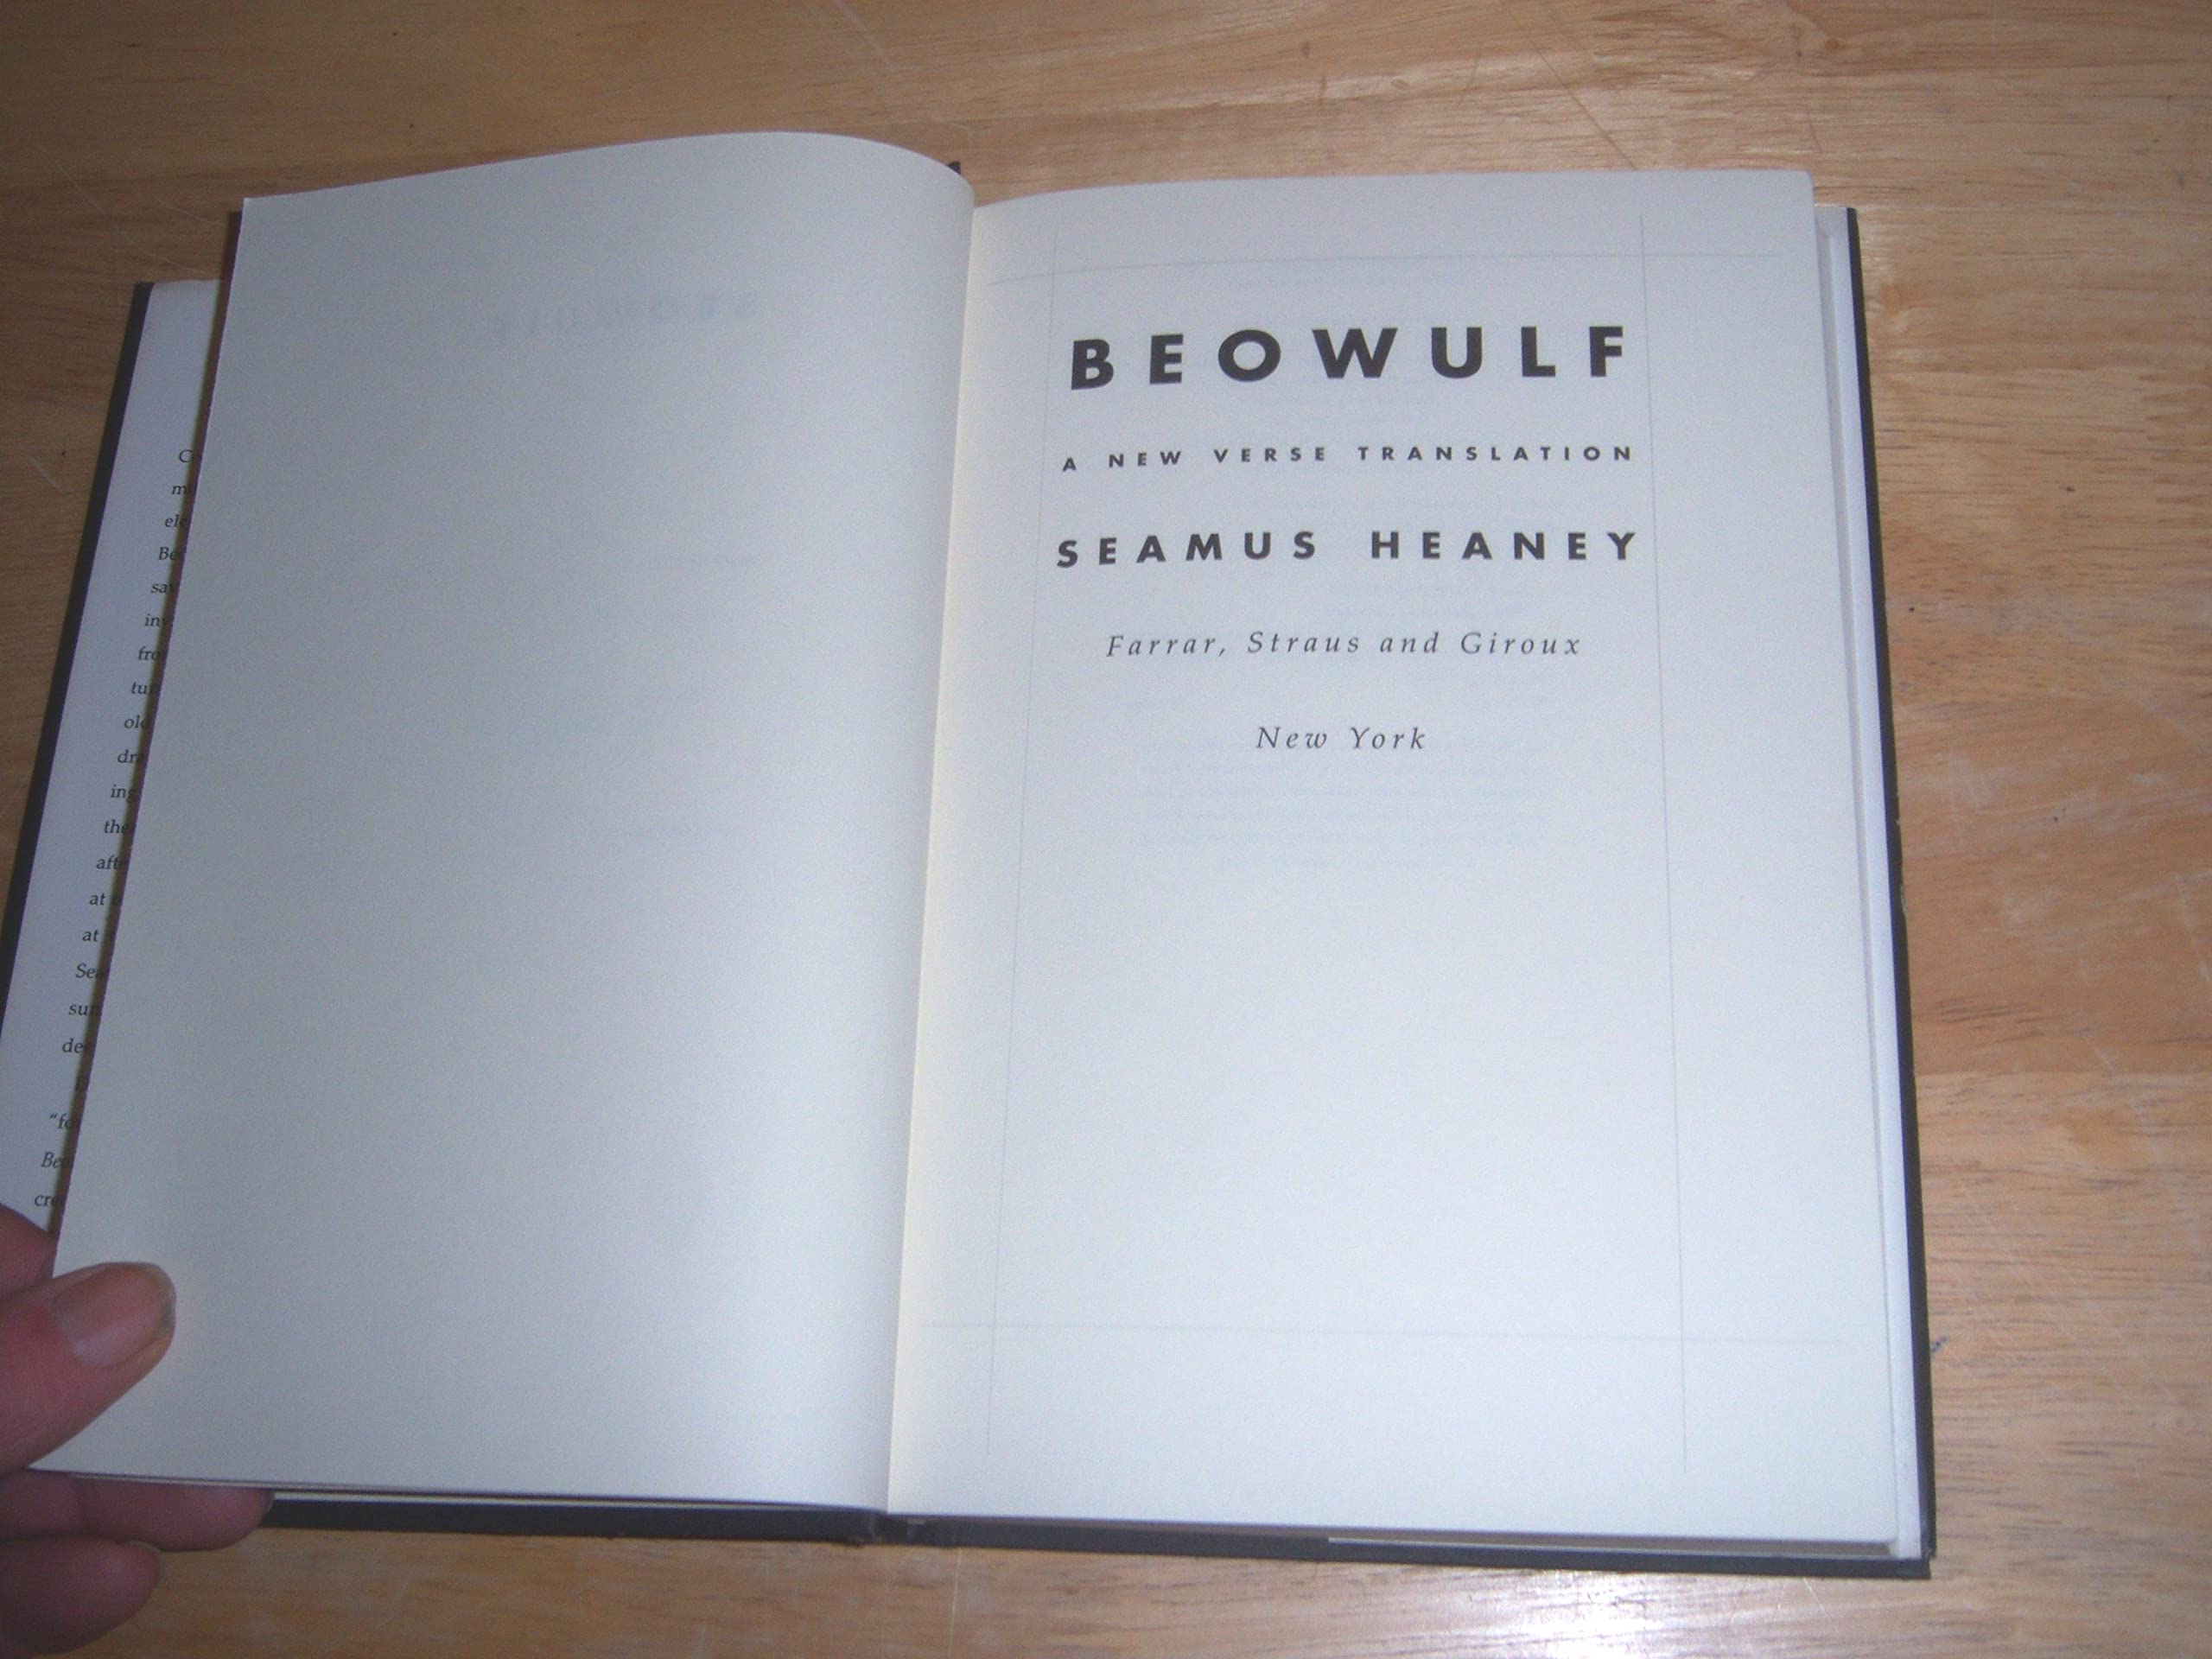 BEOWULF
A NEW VERSE TRANSLATION
SEAMUS HEANEY
Farrar, Straus and Giroux
New York